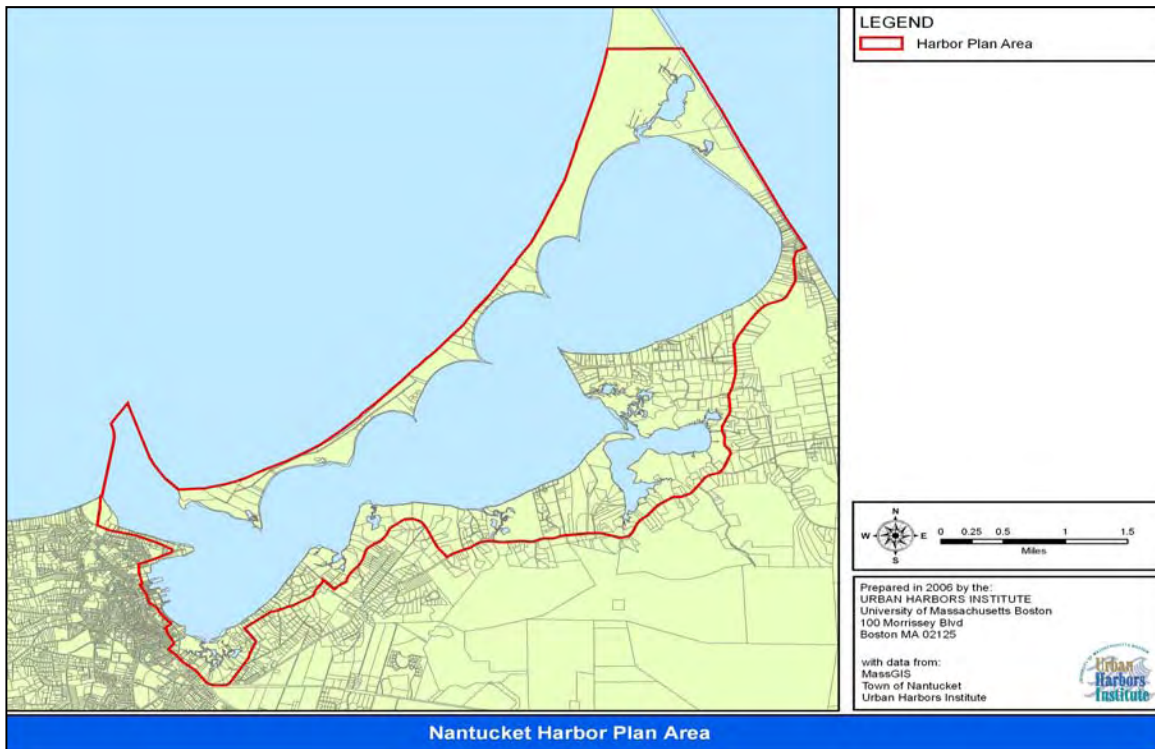 LEGEND
Harbor Plan Area
N
W E
S
0 0.25 0.5 1 1.5
Miles
Prepared in 2006 by the:
URBAN HARBORS INSTITUTE
University of Massachusetts Boston
100 Morrissey Blvd
Boston MA 02125
with data from:
MassGIS
Town of Nantucket
Urban Harbors Institute
Urban
Harbors
Institute
Nantucket Harbor Plan Area